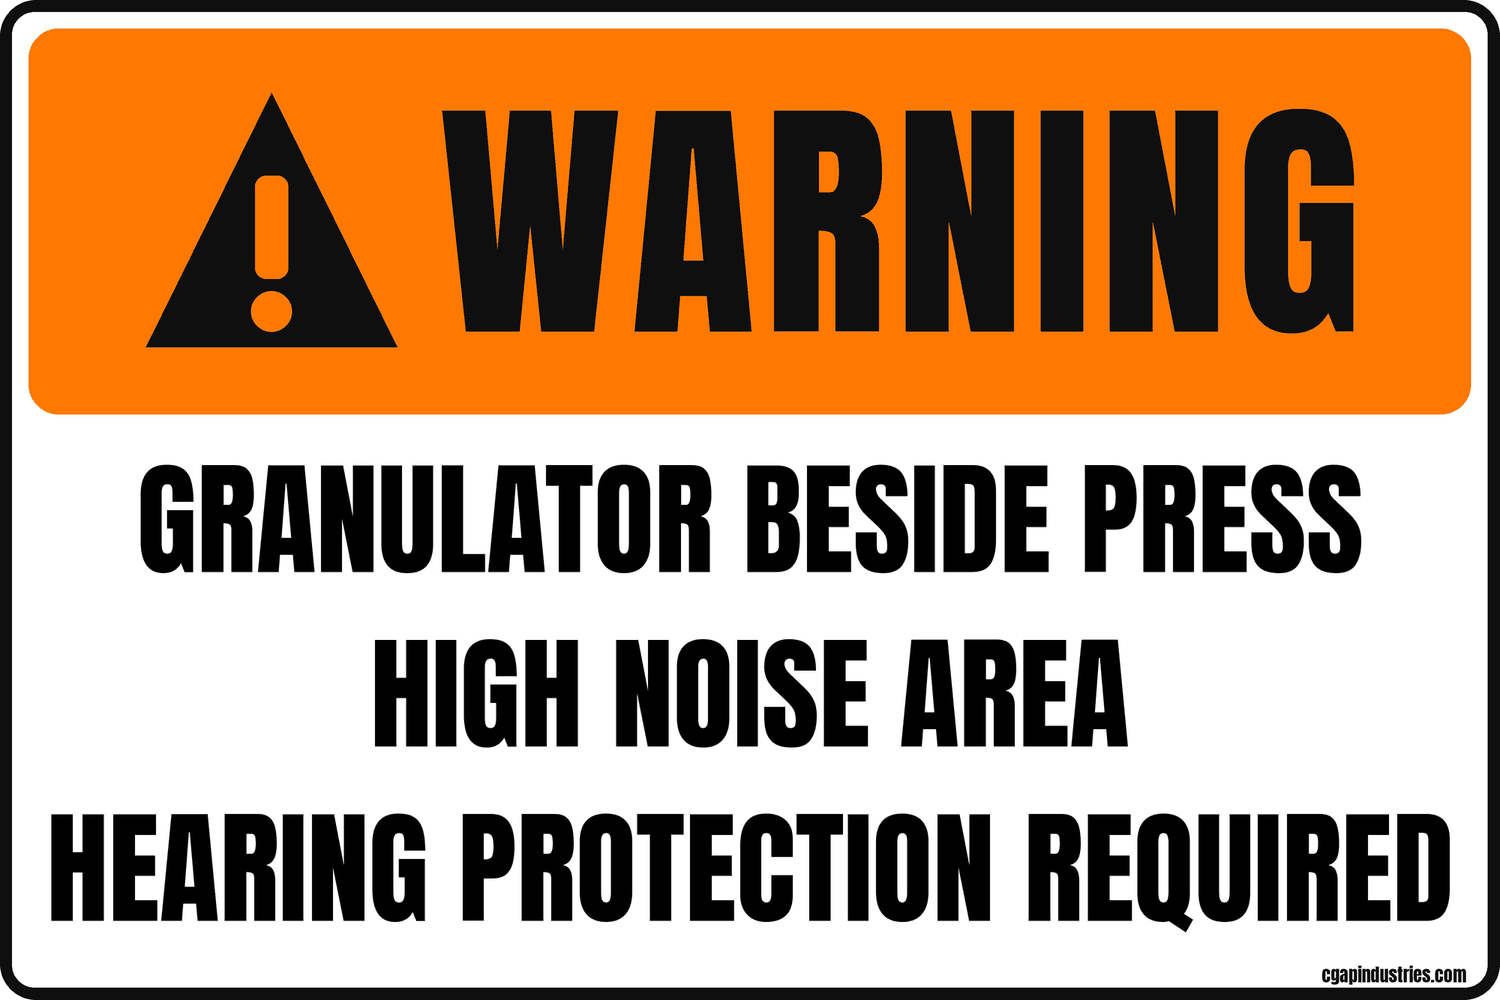 WARNING
GRANULATOR BESIDE PRESS
HIGH NOISE AREA
HEARING PROTECTION REQUIRED
cgapindustries.com